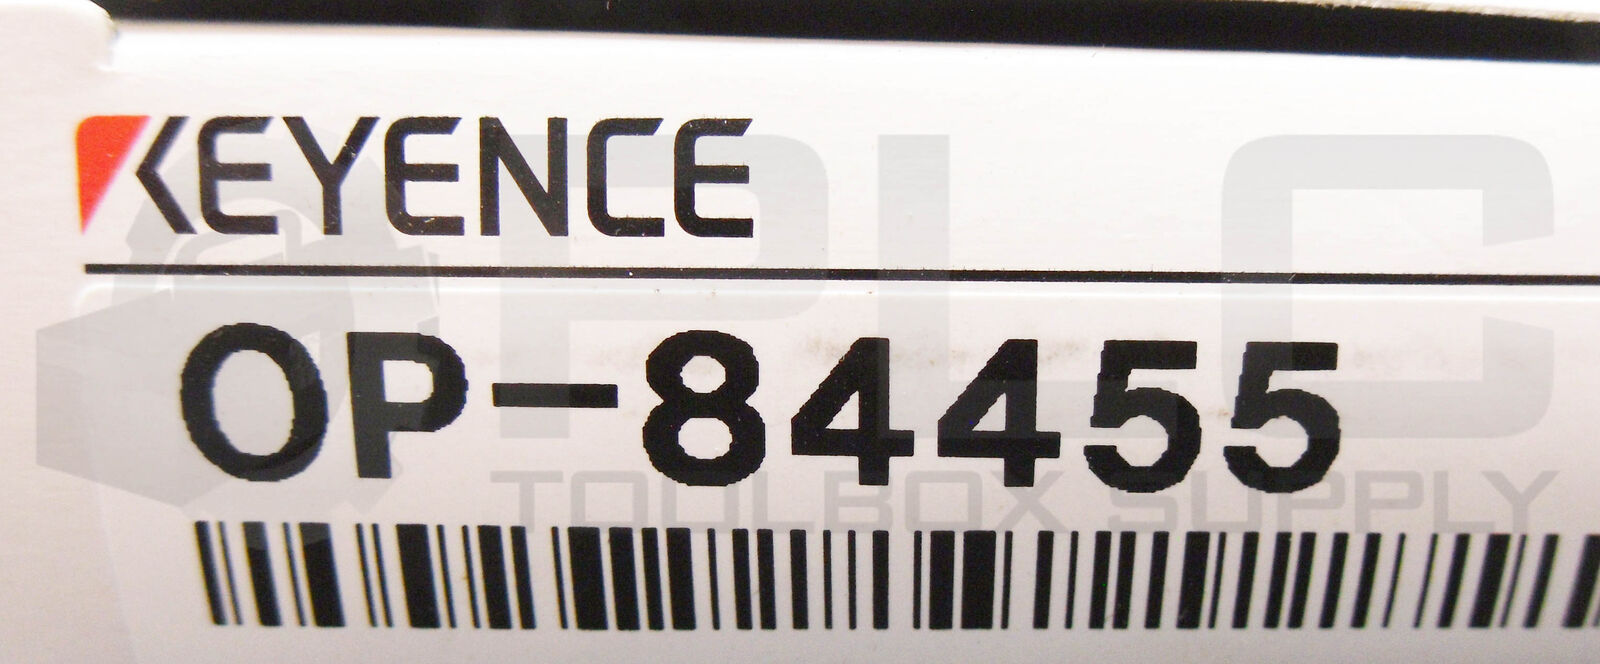 KEYENCE
OP-84455
PLC
TOOLBOX SUPPLY